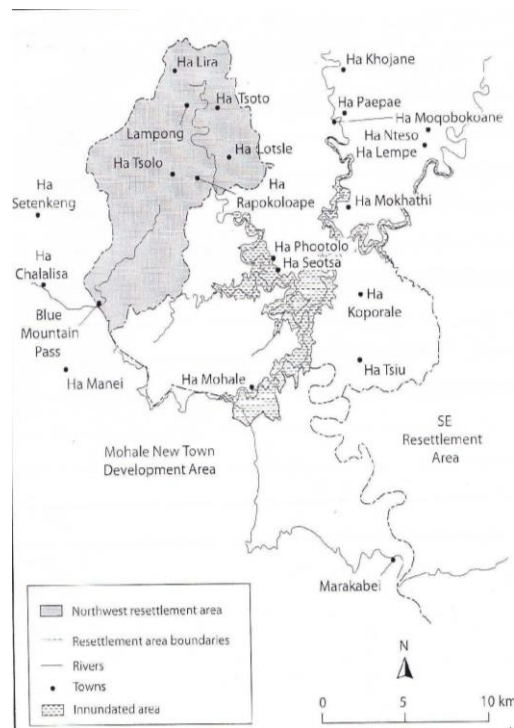 Ha Lira
Ha Khojane
Ha Tsoto
Ha Paepae
Lampong
Ha Moqobokoane
Ha Nteso
Ha Lotsle
Ha Lempe
Ha Tsolo
Ha
Setenkeng
Ha
Rapokoloape
Ha Mokhathi
Ha Phootolo
Ha
Chalalisa
Ha Seotsa
Ha
Koporale
Blue
Mountain
Pass
Ha Manei
Ha Mohale
Ha Tsiu
SE
Resettlement
Area
Mohale New Town
Development Area
Marakabei
Northwest resettlement area
Resettlement area boundaries
Rivers
Towns
Innundated area
N
0 5 10 km